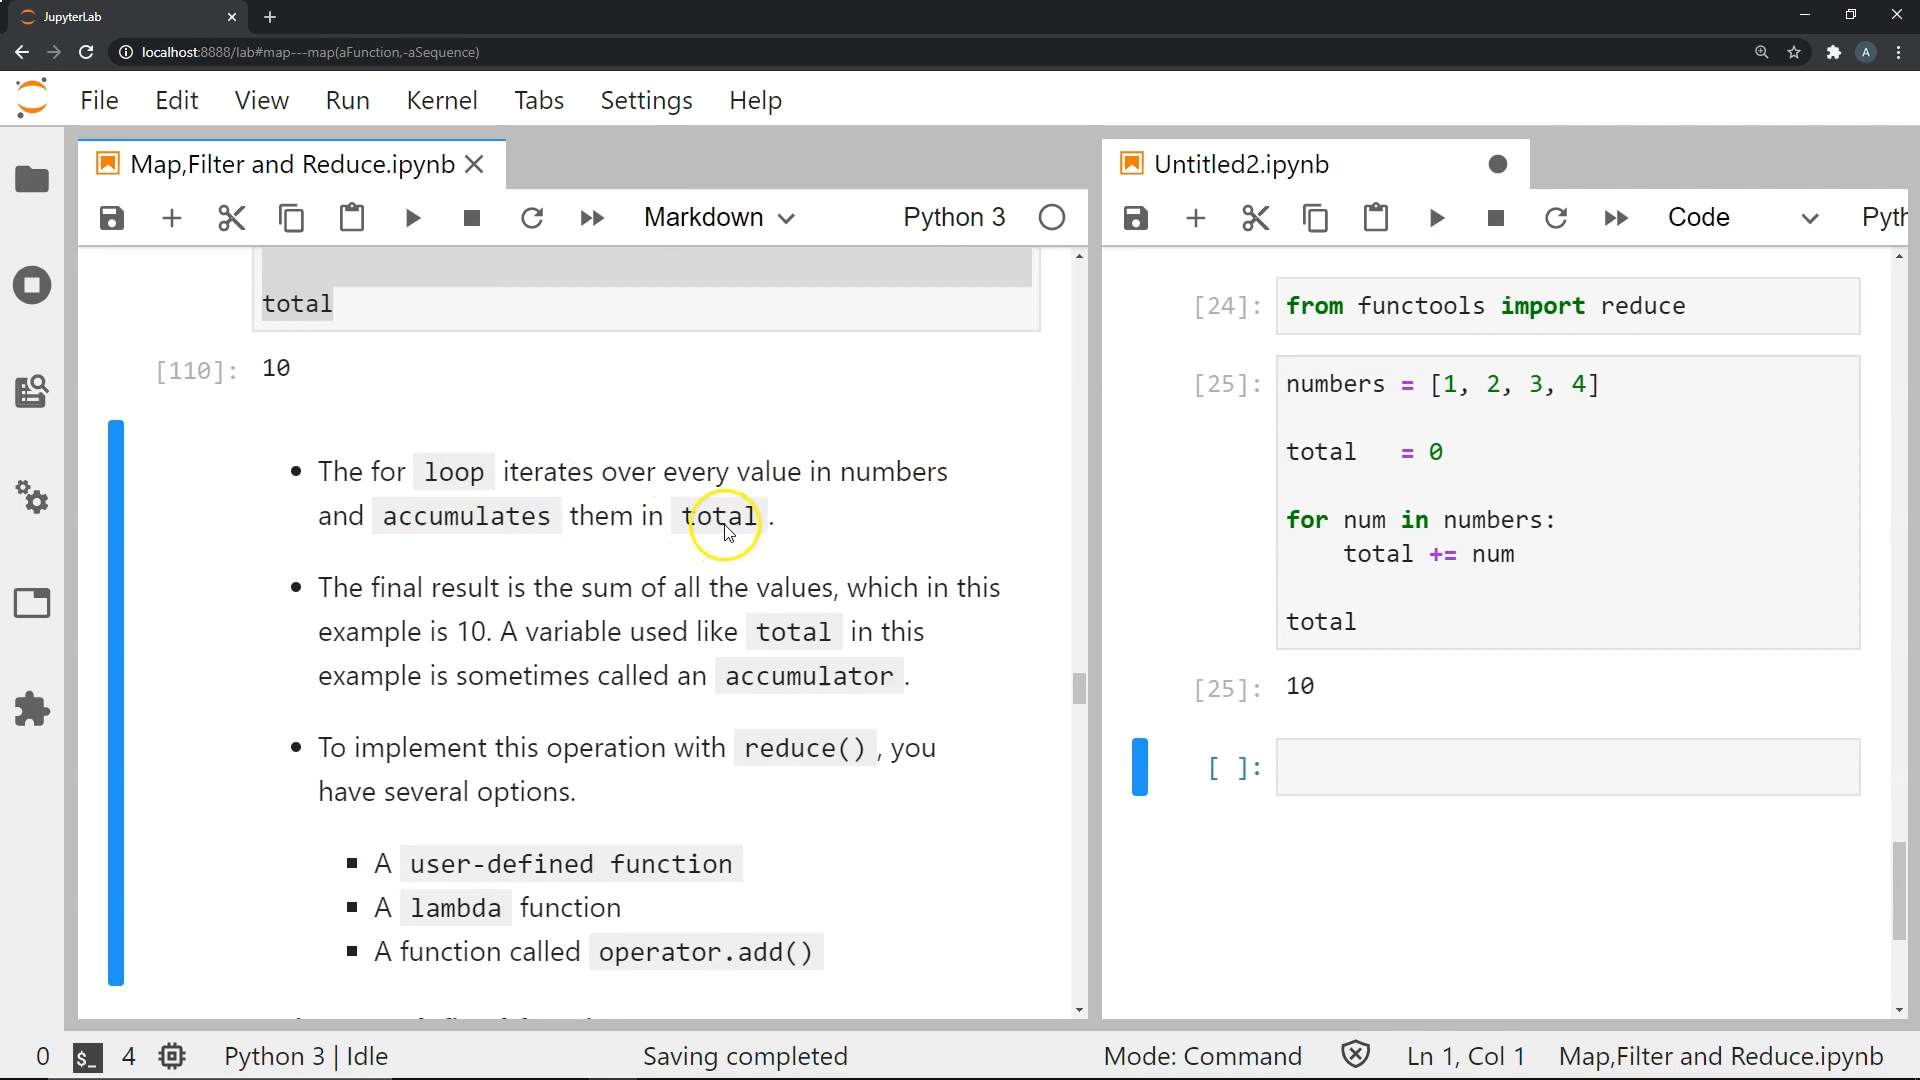 JupyterLab
localhost:8888/lab#map---map(aFunction,-aSequence)
A
File Edit View Run Kernel Tabs Settings Help
Map,Filter and Reduce.ipynb
Markdown Python 3
total
[110]: 10
The for loop iterates over every value in numbers
and accumulates them in total .
The final result is the sum of all the values, which in this
example is 10. A variable used like total in this
example is sometimes called an accumulator .
To implement this operation with reduce() , you
have several options.
A user-defined function
A lambda function
A function called operator.add()
Untitled2.ipynb
Code Pyth
[24]: from functools import reduce
[25]: numbers = [1, 2, 3, 4]
total = 0
for num in numbers:
total += num
total
[25]: 10
[ ]:
0 $_ 4 Python 3 | Idle Saving completed Mode: Command Ln 1, Col 1 Map,Filter and Reduce.ipynb